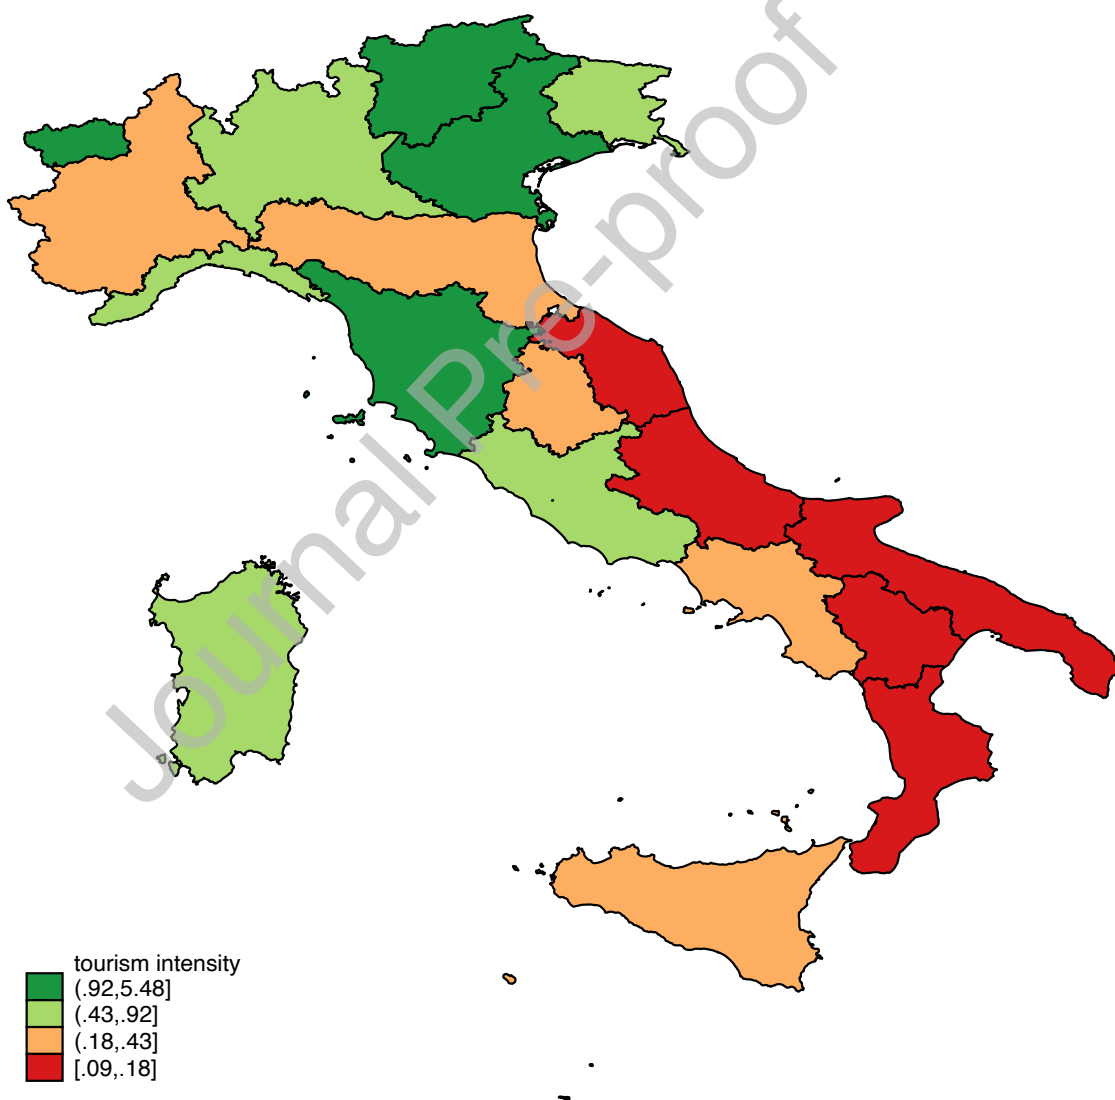 Journal Pre-proof
tourism intensity
(.92,5.48]
(.43,.92]
(.18,.43]
[.09,.18]